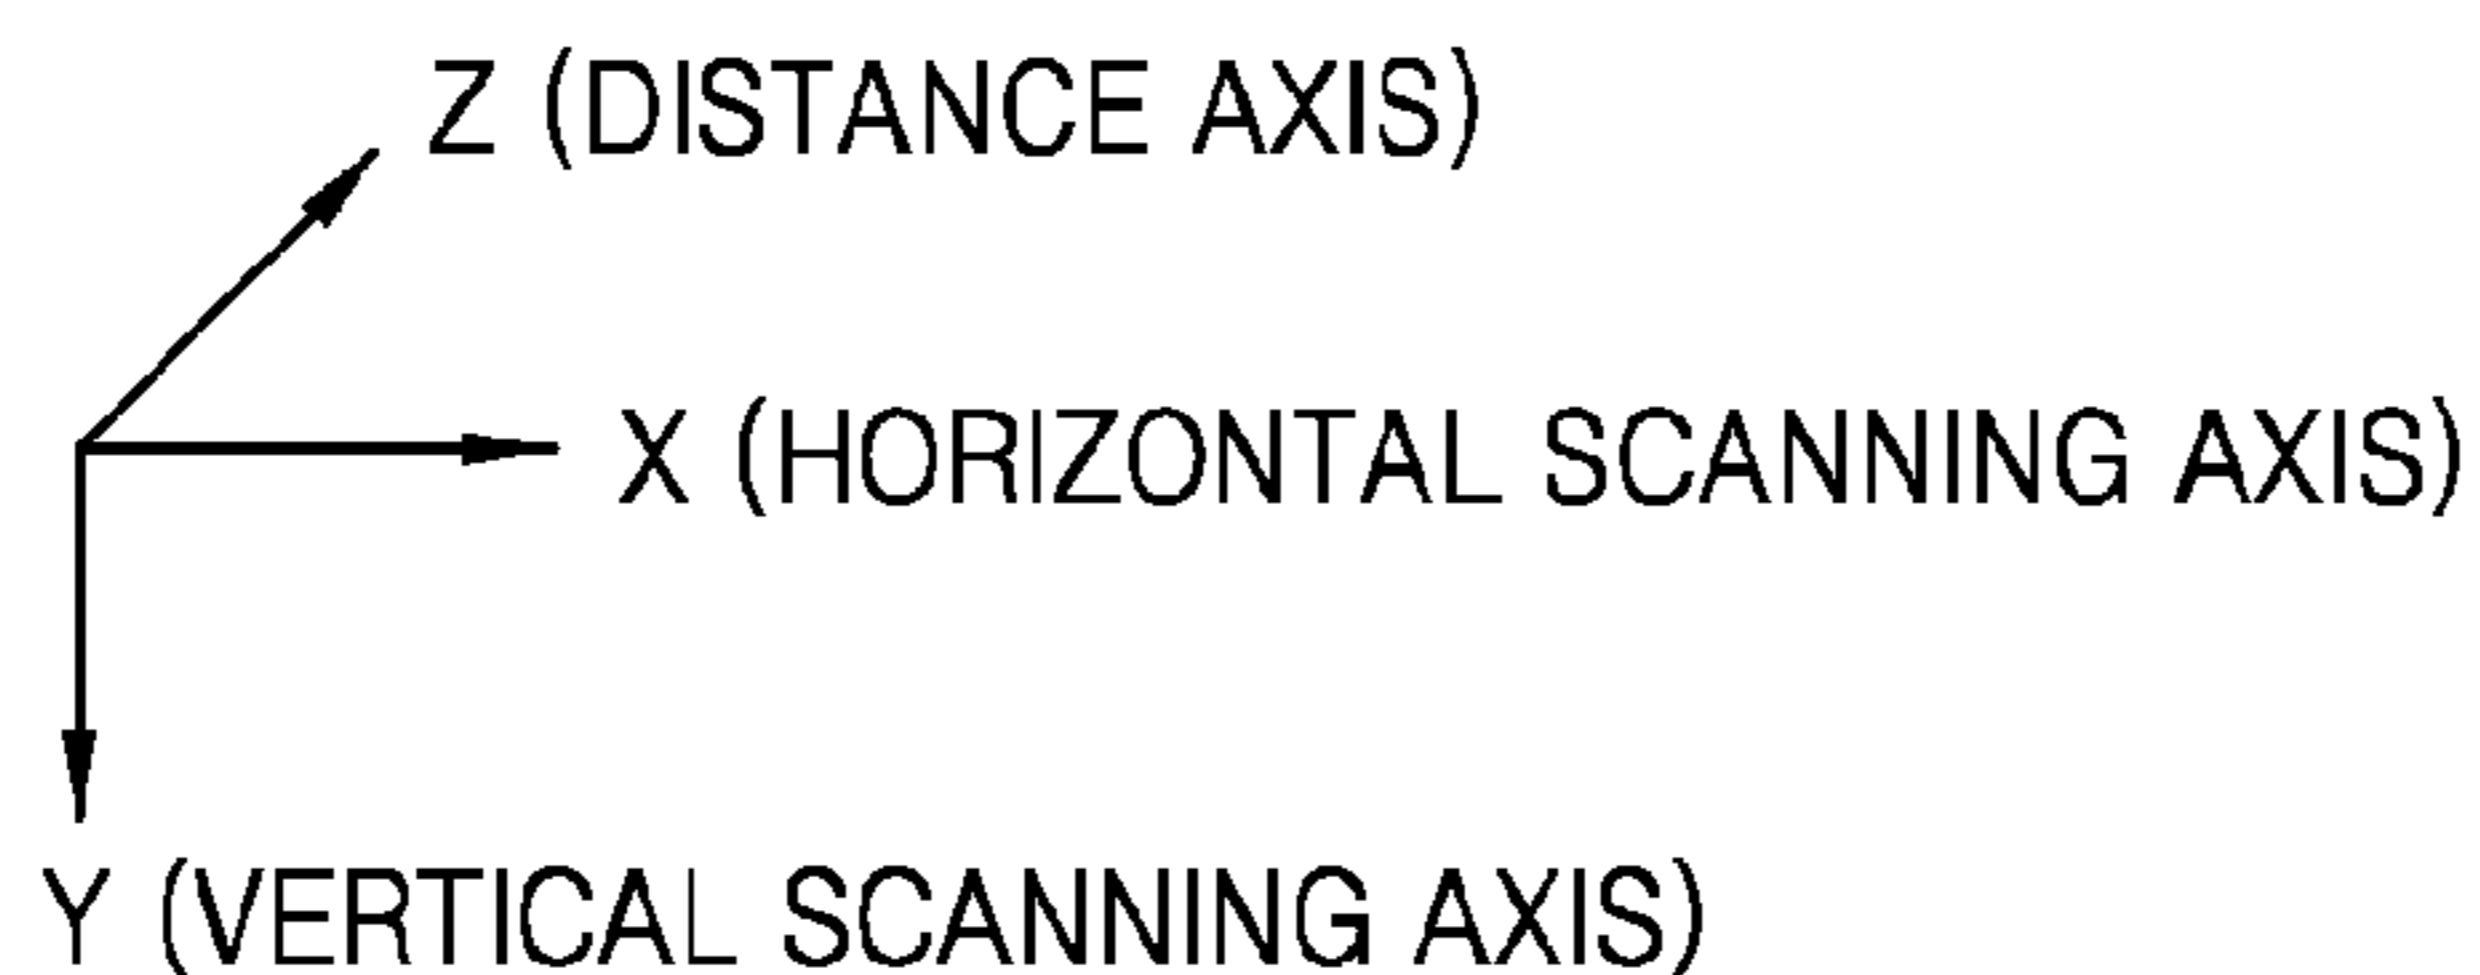 Z (DISTANCE AXIS)
X (HORIZONTAL SCANNING AXIS)
Y (VERTICAL SCANNING AXIS)